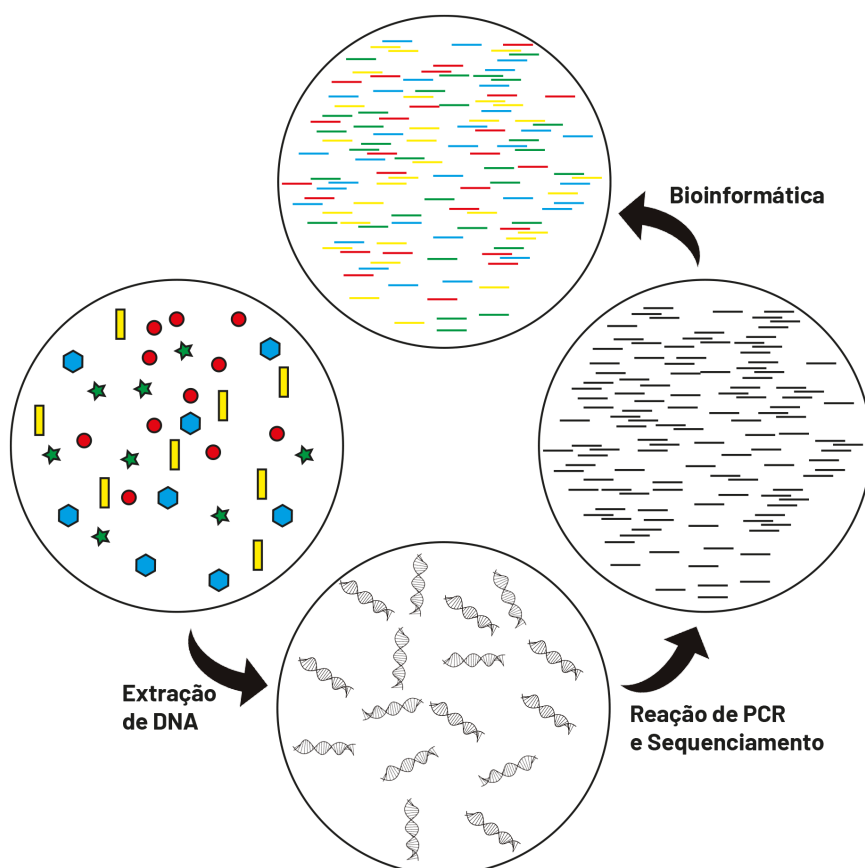 Bioinformática
Extração
de DNA
Reação de PCR
e Sequenciamento